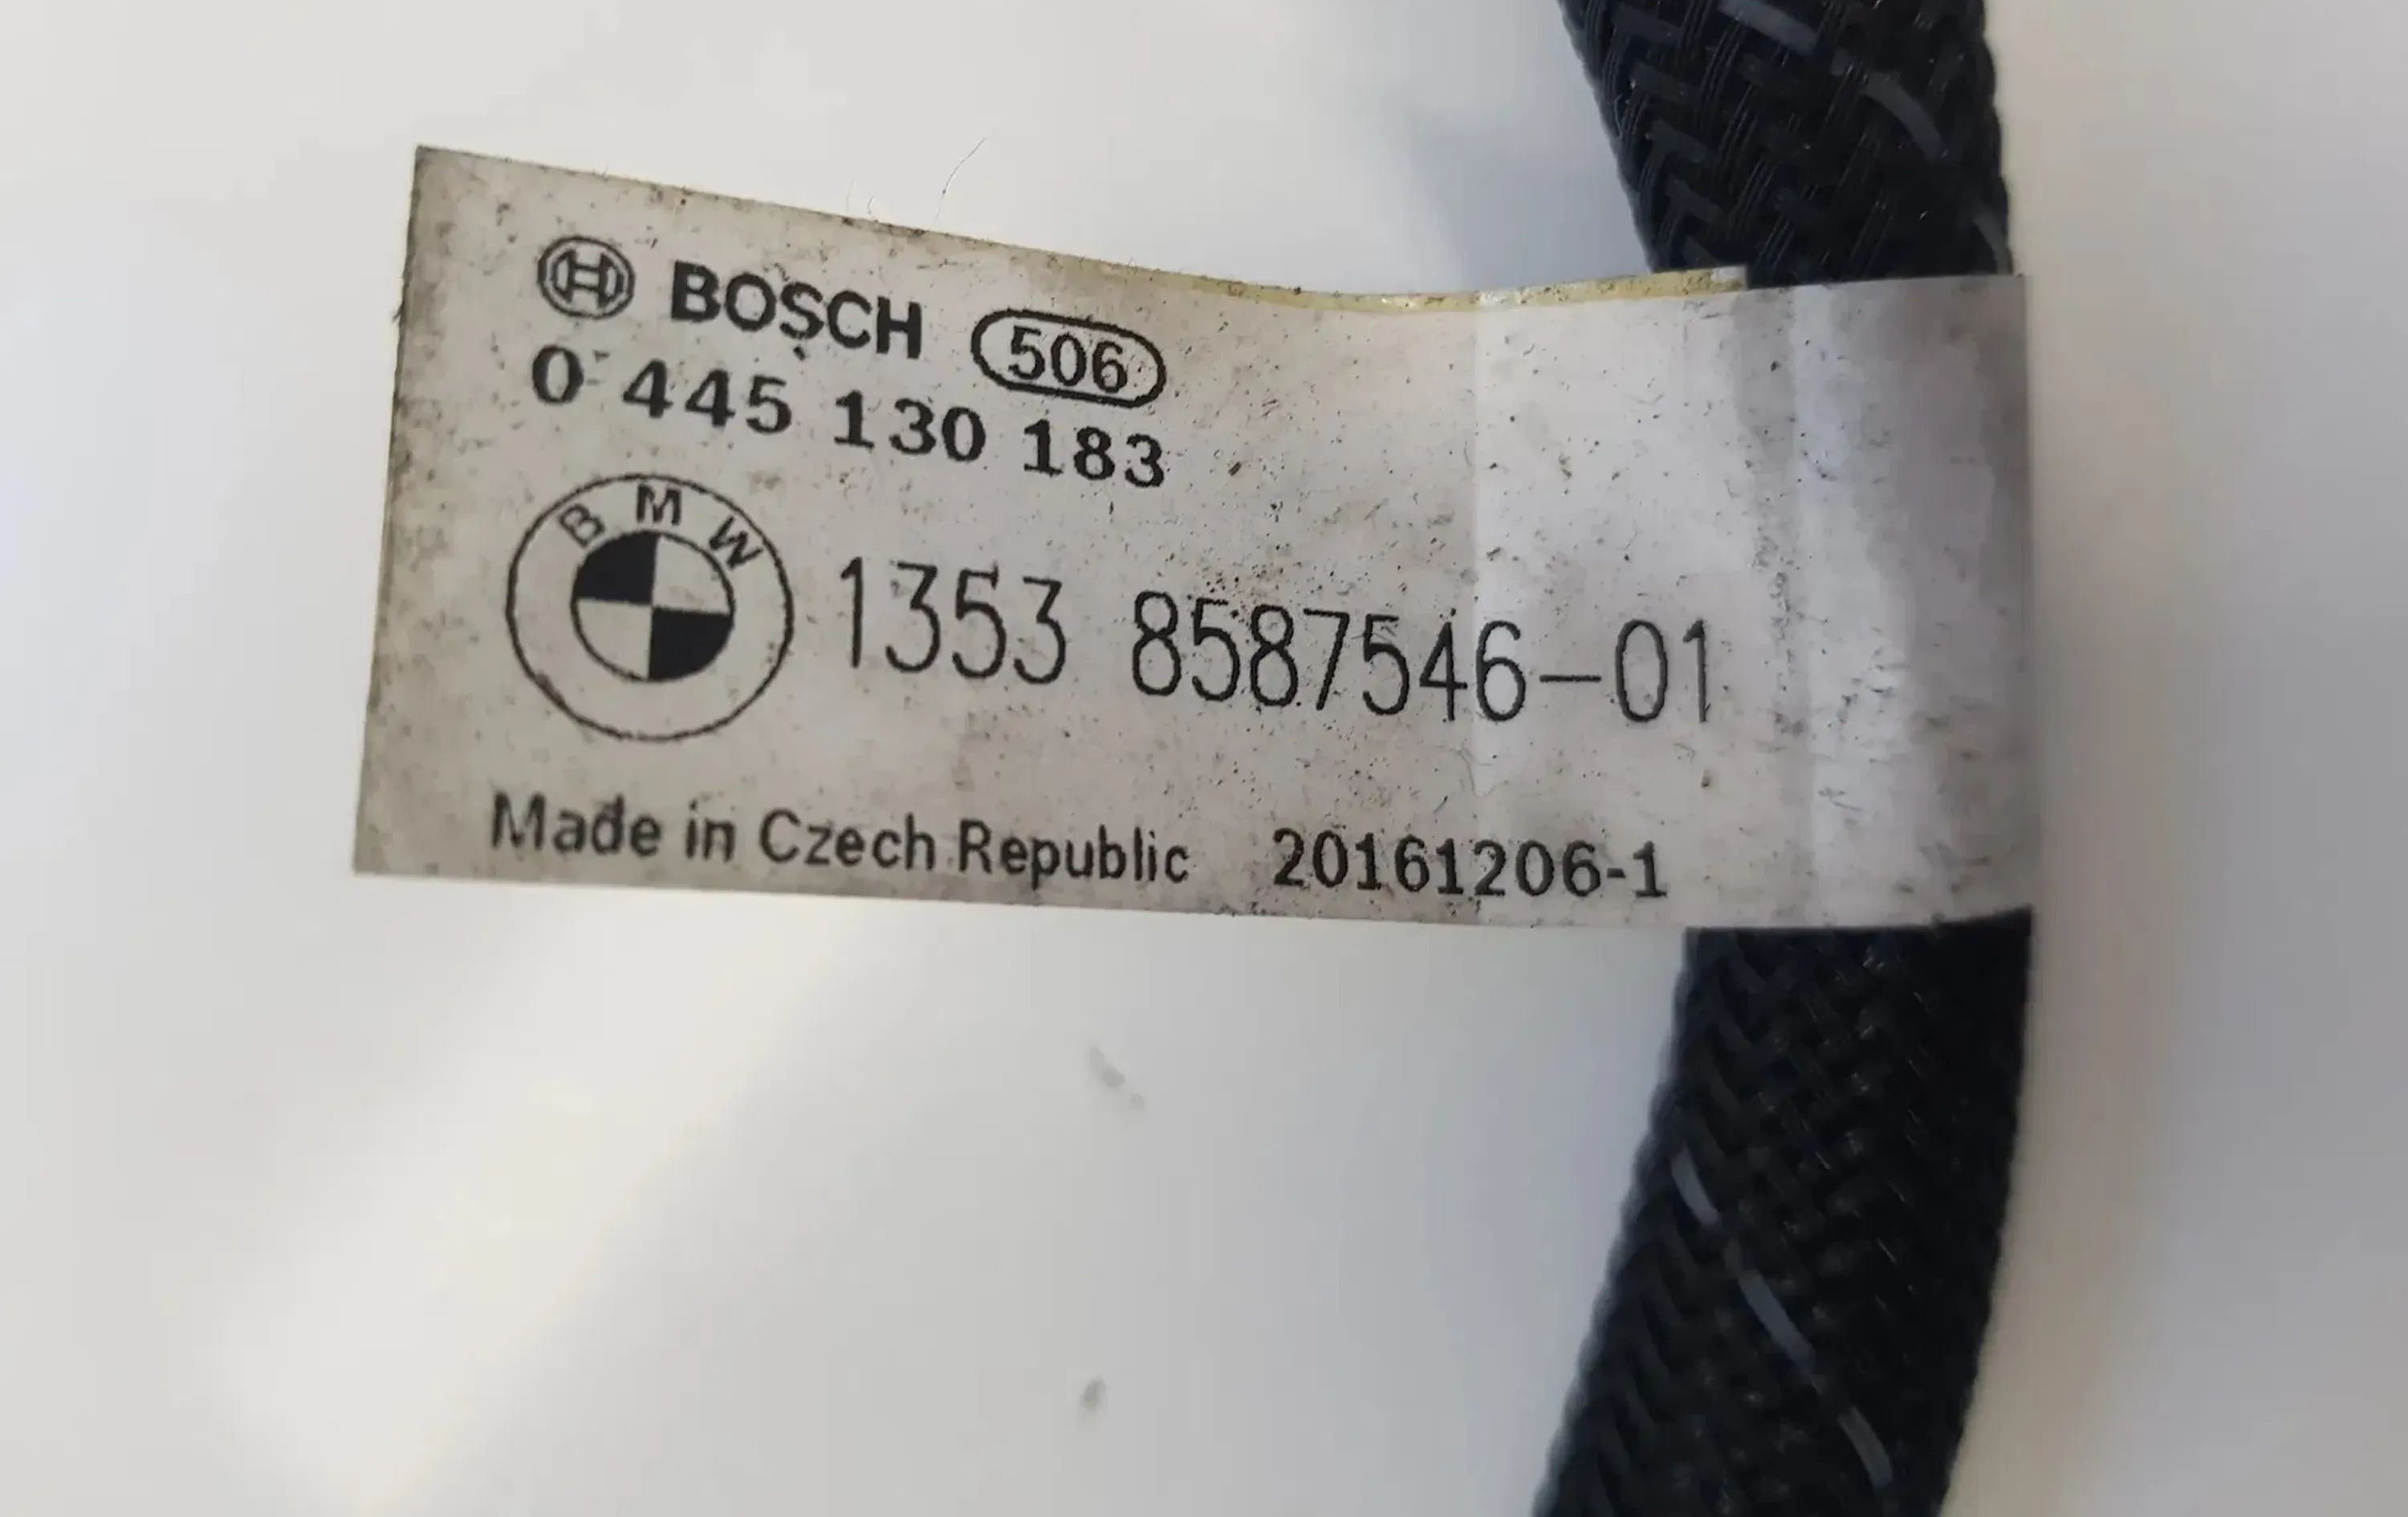 BOSCH 506
0 445 130 183
BMW 1353 8587546-01
Made in Czech Republic 20161206-1